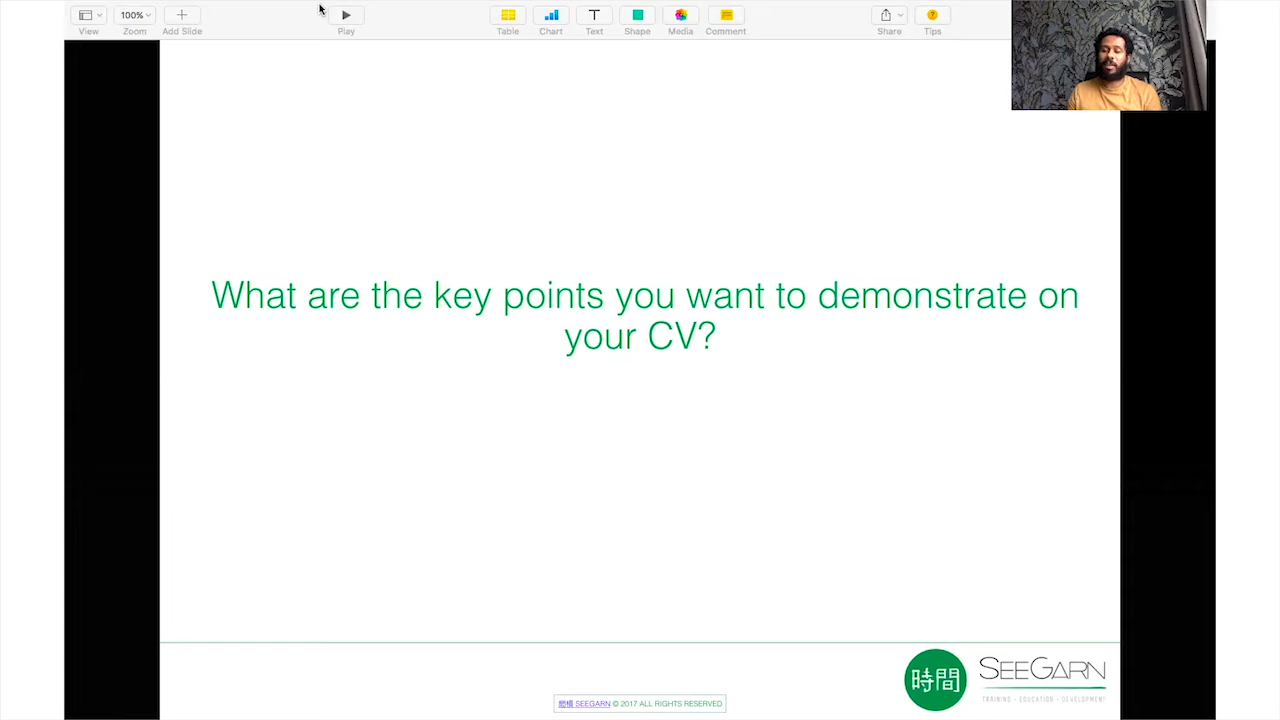 100%
View
Zoom
Add Slide
Play
Table
Chart
Text
Shape
Media
Comment
Share
Tips
What are the key points you want to demonstrate on
your CV?
時間
SEEGARN
TRAINING - EDUCATION - DEVELOPMENT
SEEGARN © 2017 ALL RIGHTS RESERVED